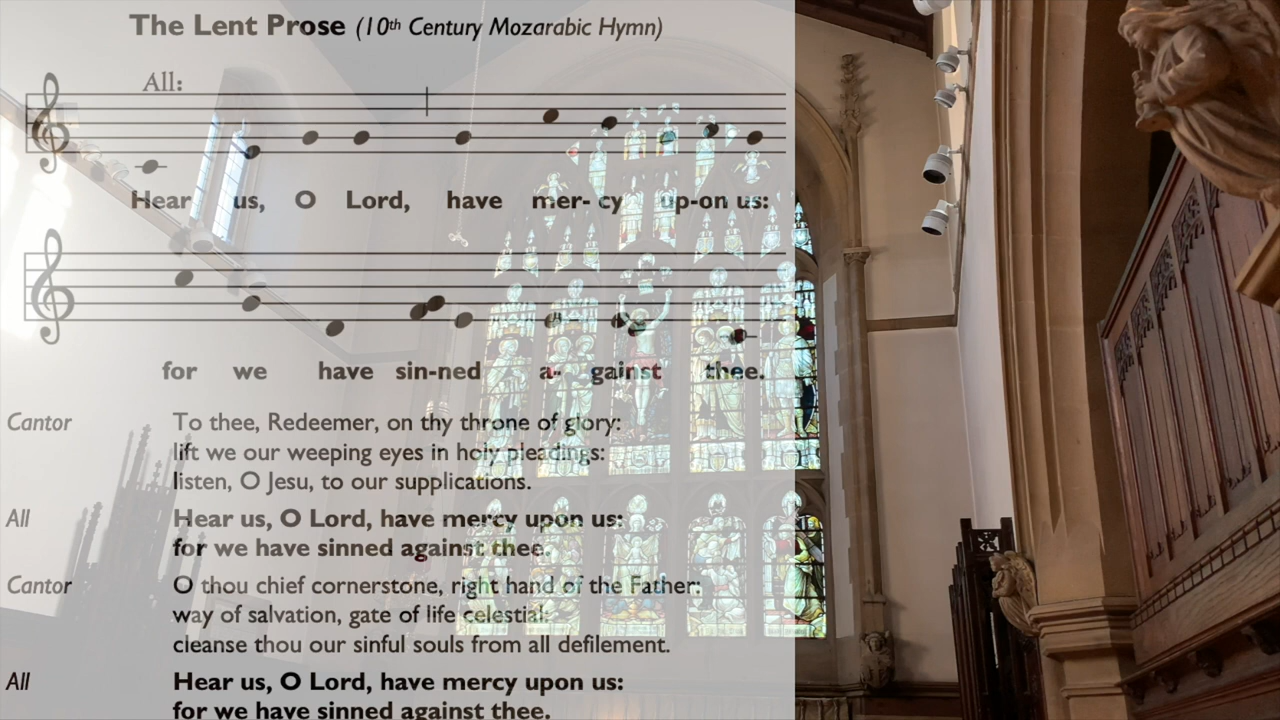 The Lent Prose (10th Century Mozarabic Hymn)
All:
Hear us, O Lord, have mer- cy up-on us:
for we have sin-ned a- gainst thee.
Cantor To thee, Redeemer, on thy throne of glory:
lift we our weeping eyes in holy pleadings:
listen, O Jesu, to our supplications.
All Hear us, O Lord, have mercy upon us:
for we have sinned against thee.
Cantor O thou chief cornerstone, right hand of the Father:
way of salvation, gate of life celestial:
cleanse thou our sinful souls from all defilement.
All Hear us, O Lord, have mercy upon us:
for we have sinned against thee.